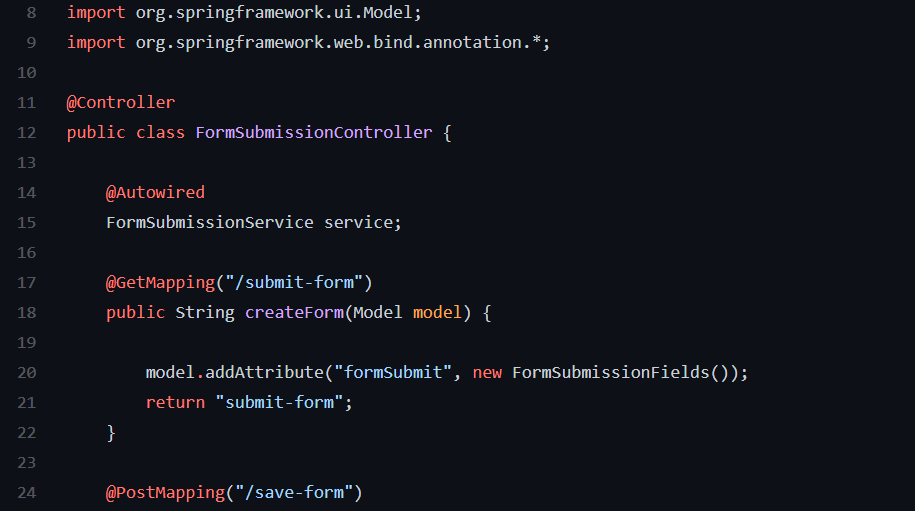 8 import org.springframework.ui.Model;
9 import org.springframework.web.bind.annotation.*;
10
11 @Controller
12 public class FormSubmissionController {
13
14     @Autowired
15     FormSubmissionService service;
16
17     @GetMapping("/submit-form")
18     public String createForm(Model model) {
19
20         model.addAttribute("formSubmit", new FormSubmissionFields());
21         return "submit-form";
22     }
23
24     @PostMapping("/save-form")